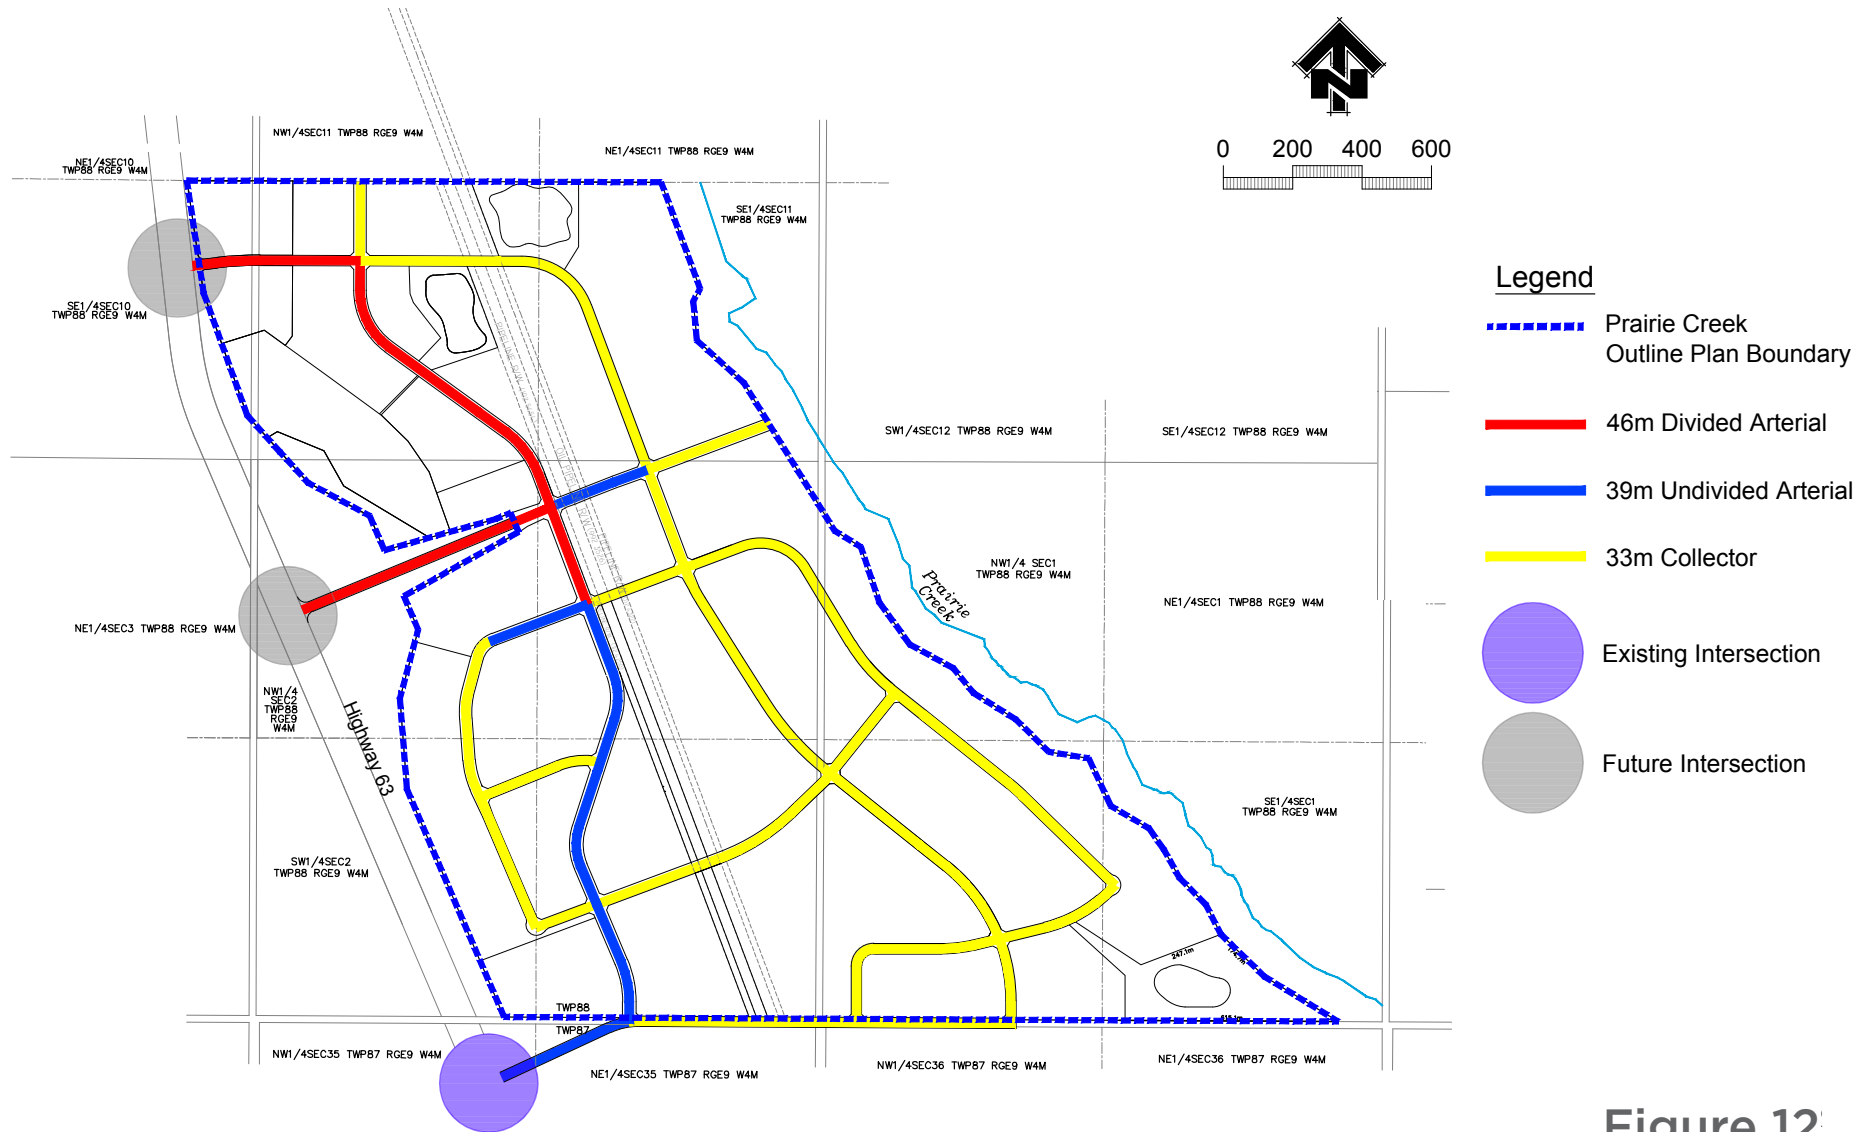 N
0 200 400 600
NW1/4SEC11 TWP88 RGE9 W4M
NE1/4SEC11 TWP88 RGE9 W4M
NE1/4SEC10
TWP88 RGE9 W4M
SE1/4SEC11
TWP88 RGE9 W4M
SE1/4SEC10
TWP88 RGE9 W4M
SW1/4SEC12 TWP88 RGE9 W4M
SE1/4SEC12 TWP88 RGE9 W4M
NW1/4 SEC1
TWP88 RGE9 W4M
Prairie
Creek
NE1/4SEC1 TWP88 RGE9 W4M
NE1/4SEC3 TWP88 RGE9 W4M
NW1/4
SEC2
TWP88
RGE9
W4M
Highway 63
SE1/4SEC1
TWP88 RGE9 W4M
SW1/4SEC2
TWP88 RGE9 W4M
247.1m
TWP88
TWP87
NW1/4SEC35 TWP87 RGE9 W4M
NE1/4SEC35 TWP87 RGE9 W4M
NW1/4SEC36 TWP87 RGE9 W4M
NE1/4SEC36 TWP87 RGE9 W4M
Legend
Prairie Creek
Outline Plan Boundary
46m Divided Arterial
39m Undivided Arterial
33m Collector
Existing Intersection
Future Intersection
Figure 12